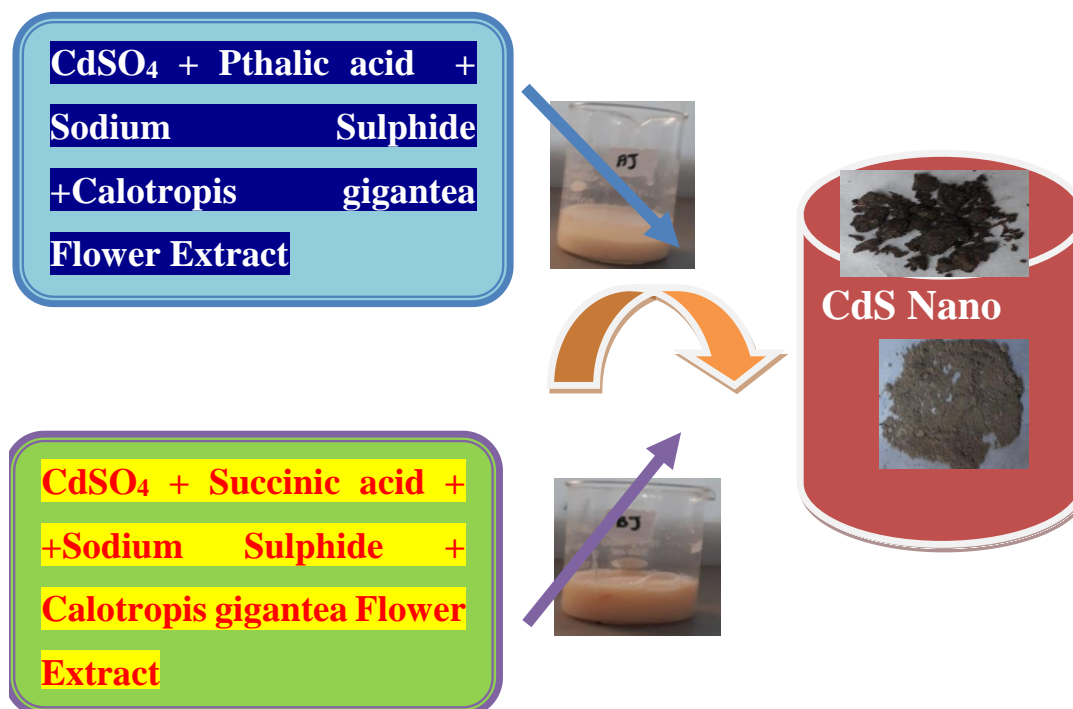 CdSO₄ + Pthalic acid +
Sodium Sulphide
+Calotropis gigantea
Flower Extract
AJ
CdS Nano
CdSO₄ + Succinic acid +
+Sodium Sulphide +
Calotropis gigantea Flower
Extract
BJ